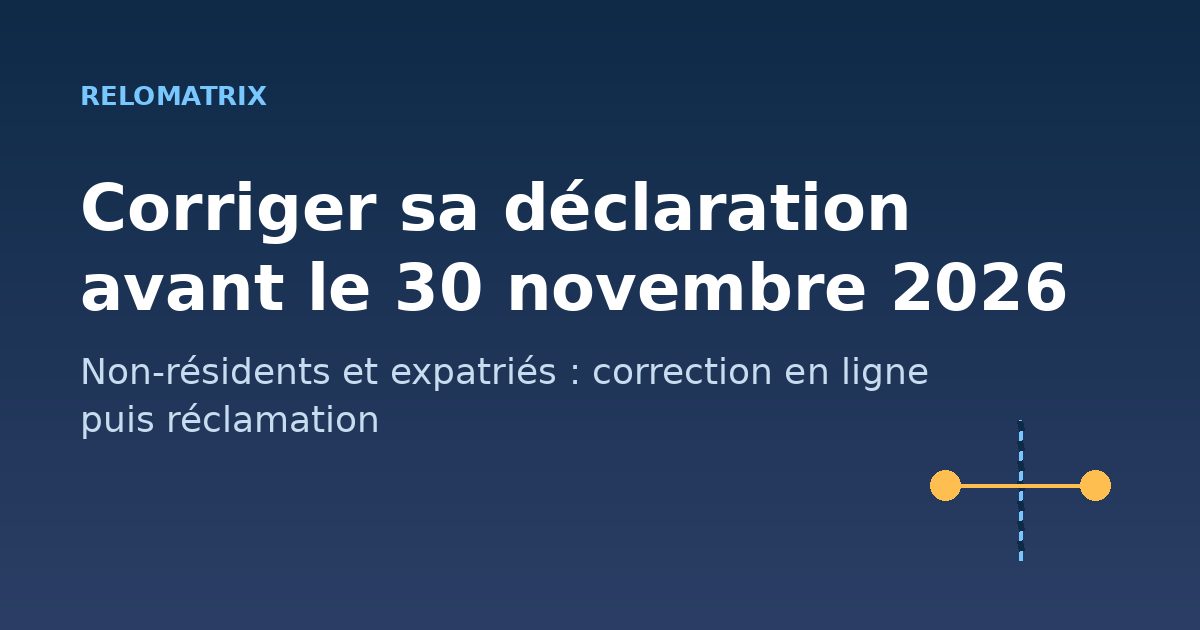 RELOMATRIX
Corriger sa déclaration
avant le 30 novembre 2026
Non-résidents et expatriés : correction en ligne
puis réclamation